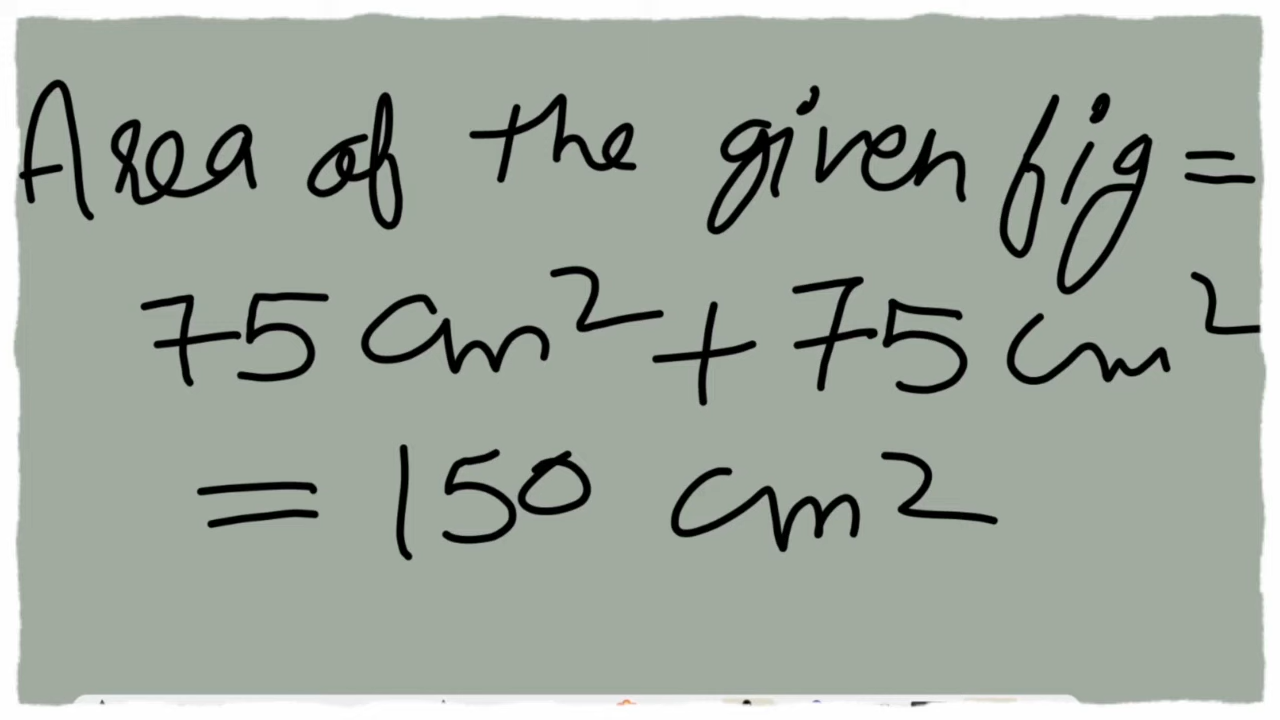 Area of the given fig =
75 cm² + 75 cm²
= 150 cm²